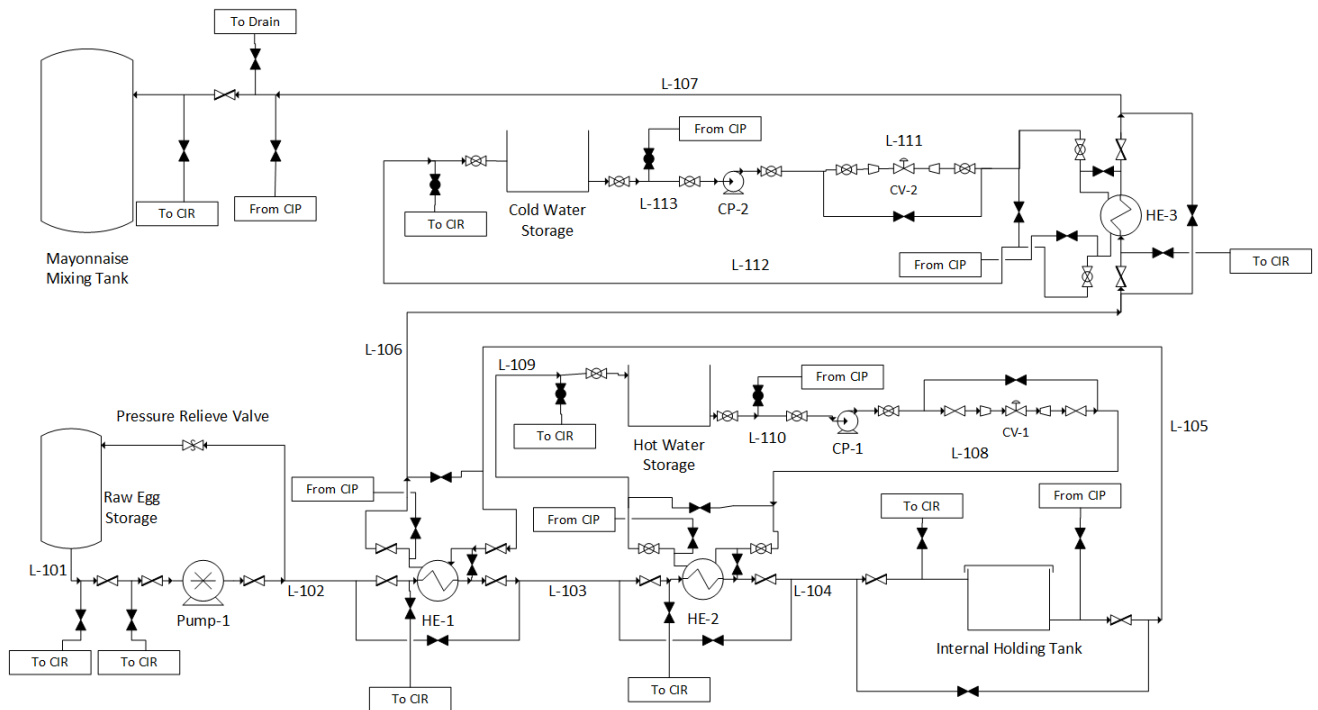 To Drain
L-107
From CIP
L-111
To CIR
From CIP
To CIR
Cold Water
Storage
L-113
CP-2
CV-2
HE-3
Mayonnaise
Mixing Tank
L-112
From CIP
To CIR
L-106
L-109
From CIP
Pressure Relieve Valve
To CIR
Hot Water
Storage
L-110
CP-1
CV-1
L-108
L-105
Raw Egg
Storage
From CIP
From CIP
To CIR
From CIP
L-101
Pump-1
L-102
HE-1
L-103
HE-2
L-104
Internal Holding Tank
To CIR
To CIR
To CIR
To CIR